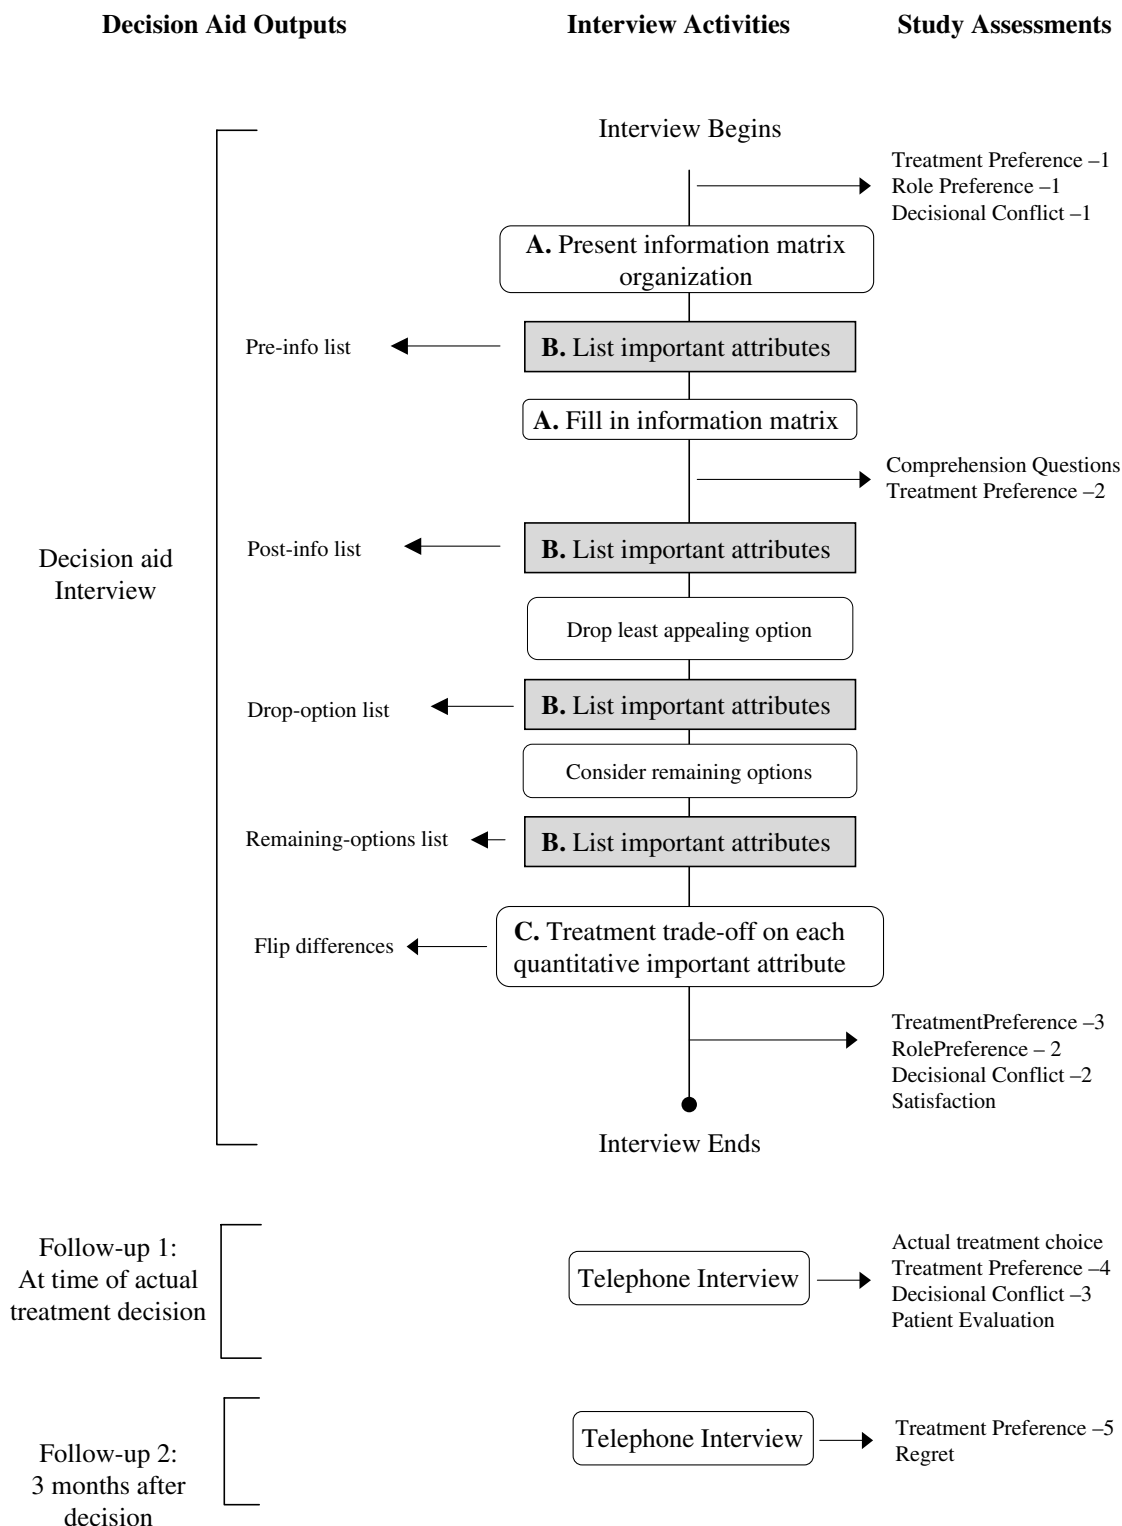 Decision Aid Outputs
Interview Activities
Study Assessments
Interview Begins
Treatment Preference –1
Role Preference –1
Decisional Conflict –1
A. Present information matrix
organization
Pre-info list
B. List important attributes
A. Fill in information matrix
Comprehension Questions
Treatment Preference –2
Decision aid
Interview
Post-info list
B. List important attributes
Drop least appealing option
Drop-option list
B. List important attributes
Consider remaining options
Remaining-options list
B. List important attributes
Flip differences
C. Treatment trade-off on each
quantitative important attribute
TreatmentPreference –3
RolePreference – 2
Decisional Conflict –2
Satisfaction
Interview Ends
Follow-up 1:
At time of actual
treatment decision
Telephone Interview
Actual treatment choice
Treatment Preference –4
Decisional Conflict –3
Patient Evaluation
Follow-up 2:
3 months after
decision
Telephone Interview
Treatment Preference –5
Regret